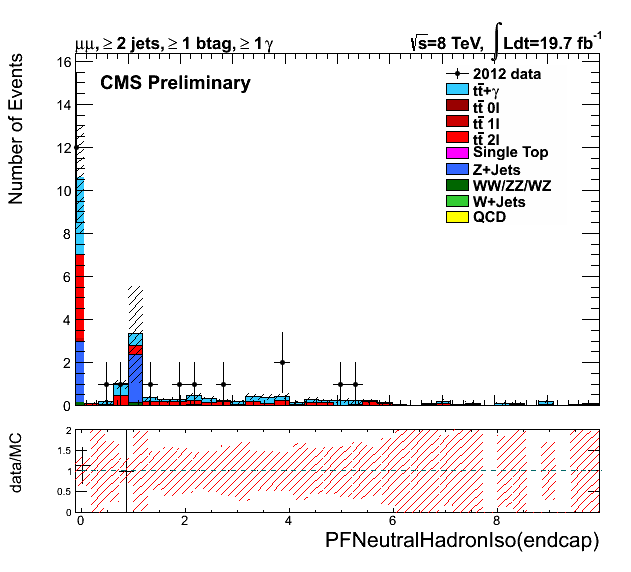 μμ, ≥ 2 jets, ≥ 1 btag, ≥ 1 γ
√s=8 TeV, ∫ Ldt=19.7 fb⁻¹
CMS Preliminary
2012 data
tt̄+γ
tt̄ 0l
tt̄ 1l
tt̄ 2l
Single Top
Z+Jets
WW/ZZ/WZ
W+Jets
QCD
Number of Events
16
14
12
10
8
6
4
2
0
data/MC
2
1.5
1
0.5
0
0 2 4 6 8
PFNeutralHadronIso(endcap)